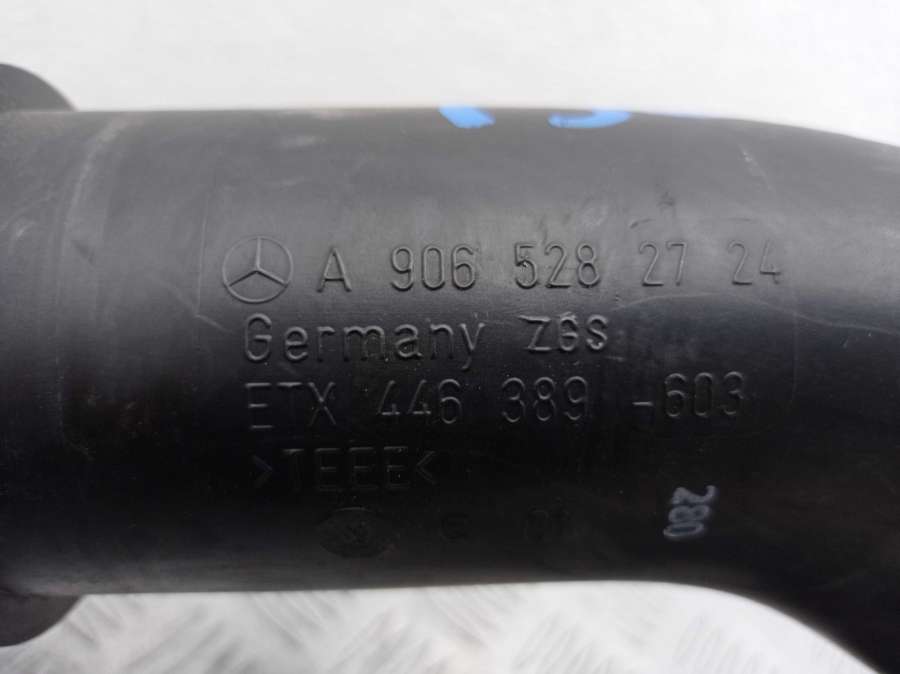 A 906 528 27 24
Germany ZGS
ETX 446 389 -603
>TEEE<
280